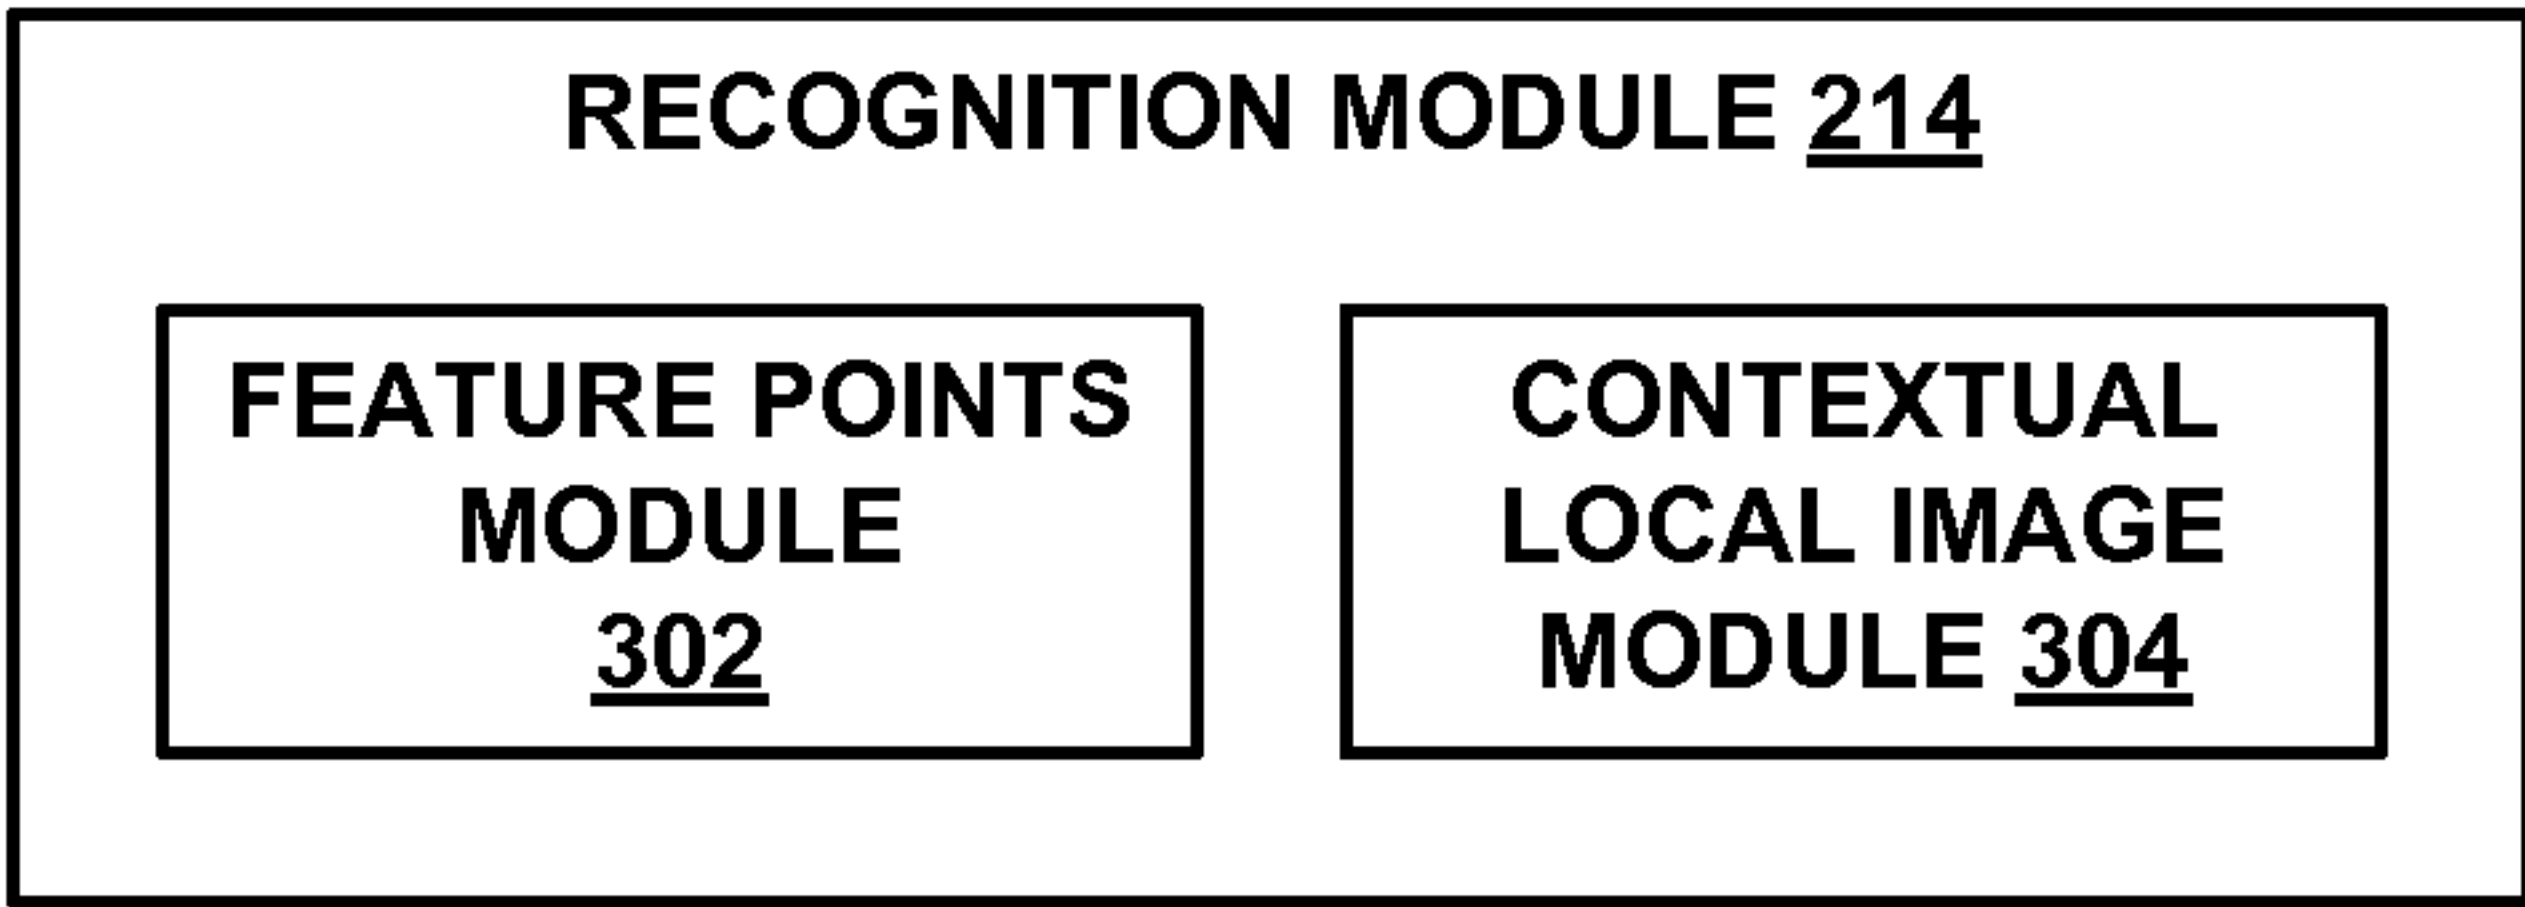 RECOGNITION MODULE 214
FEATURE POINTS
MODULE
302
CONTEXTUAL
LOCAL IMAGE
MODULE 304